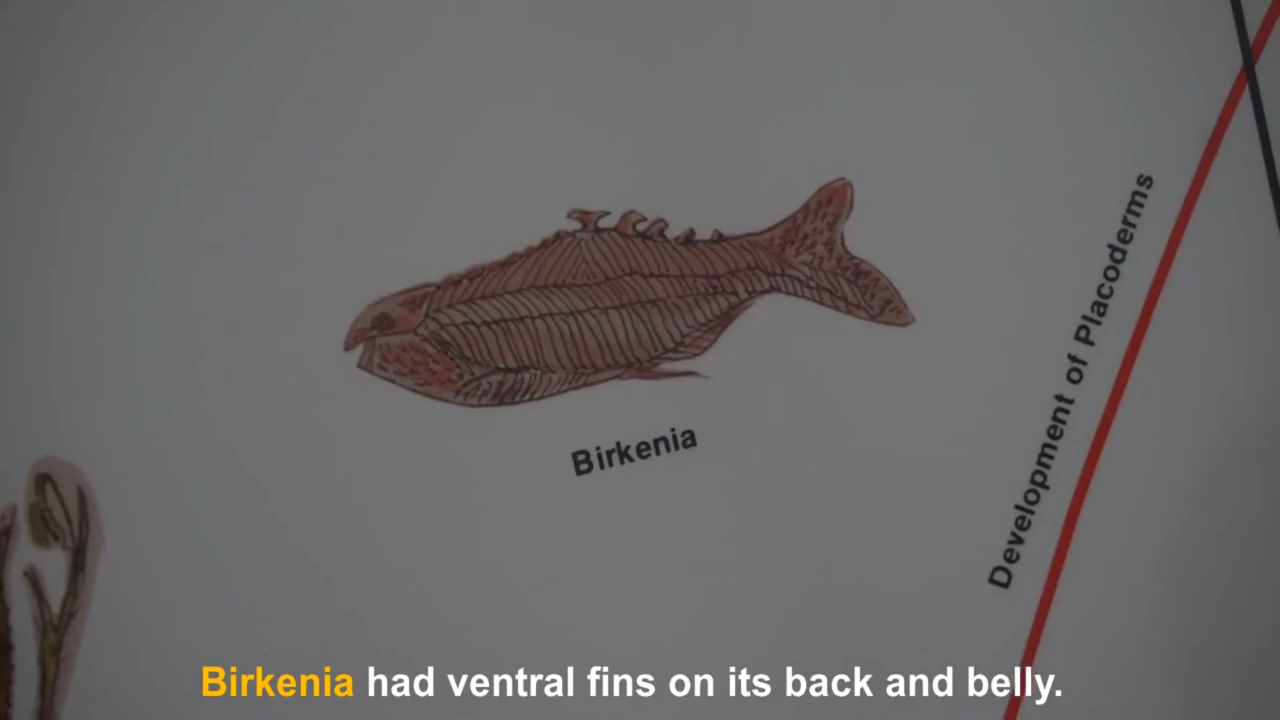 Birkenia
Development of Placoderms
Birkenia had ventral fins on its back and belly.